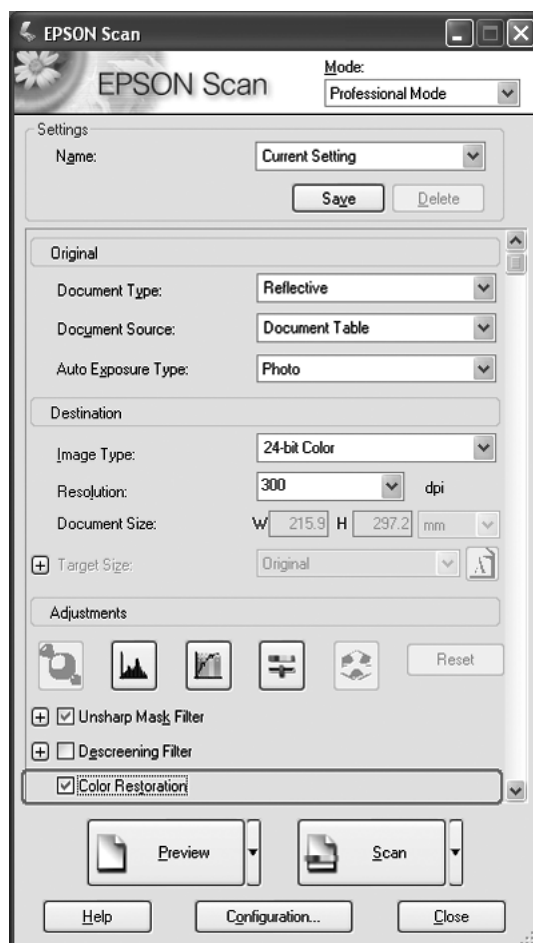 EPSON Scan
EPSON Scan
Mode:
Professional Mode
Settings
Name:
Current Setting
Save
Delete
Original
Document Type:
Reflective
Document Source:
Document Table
Auto Exposure Type:
Photo
Destination
Image Type:
24-bit Color
Resolution:
300
dpi
Document Size:
W 215.9 H 297.2 mm
Target Size:
Original
Adjustments
Reset
Unsharp Mask Filter
Descreening Filter
Color Restoration
Preview
Scan
Help
Configuration...
Close